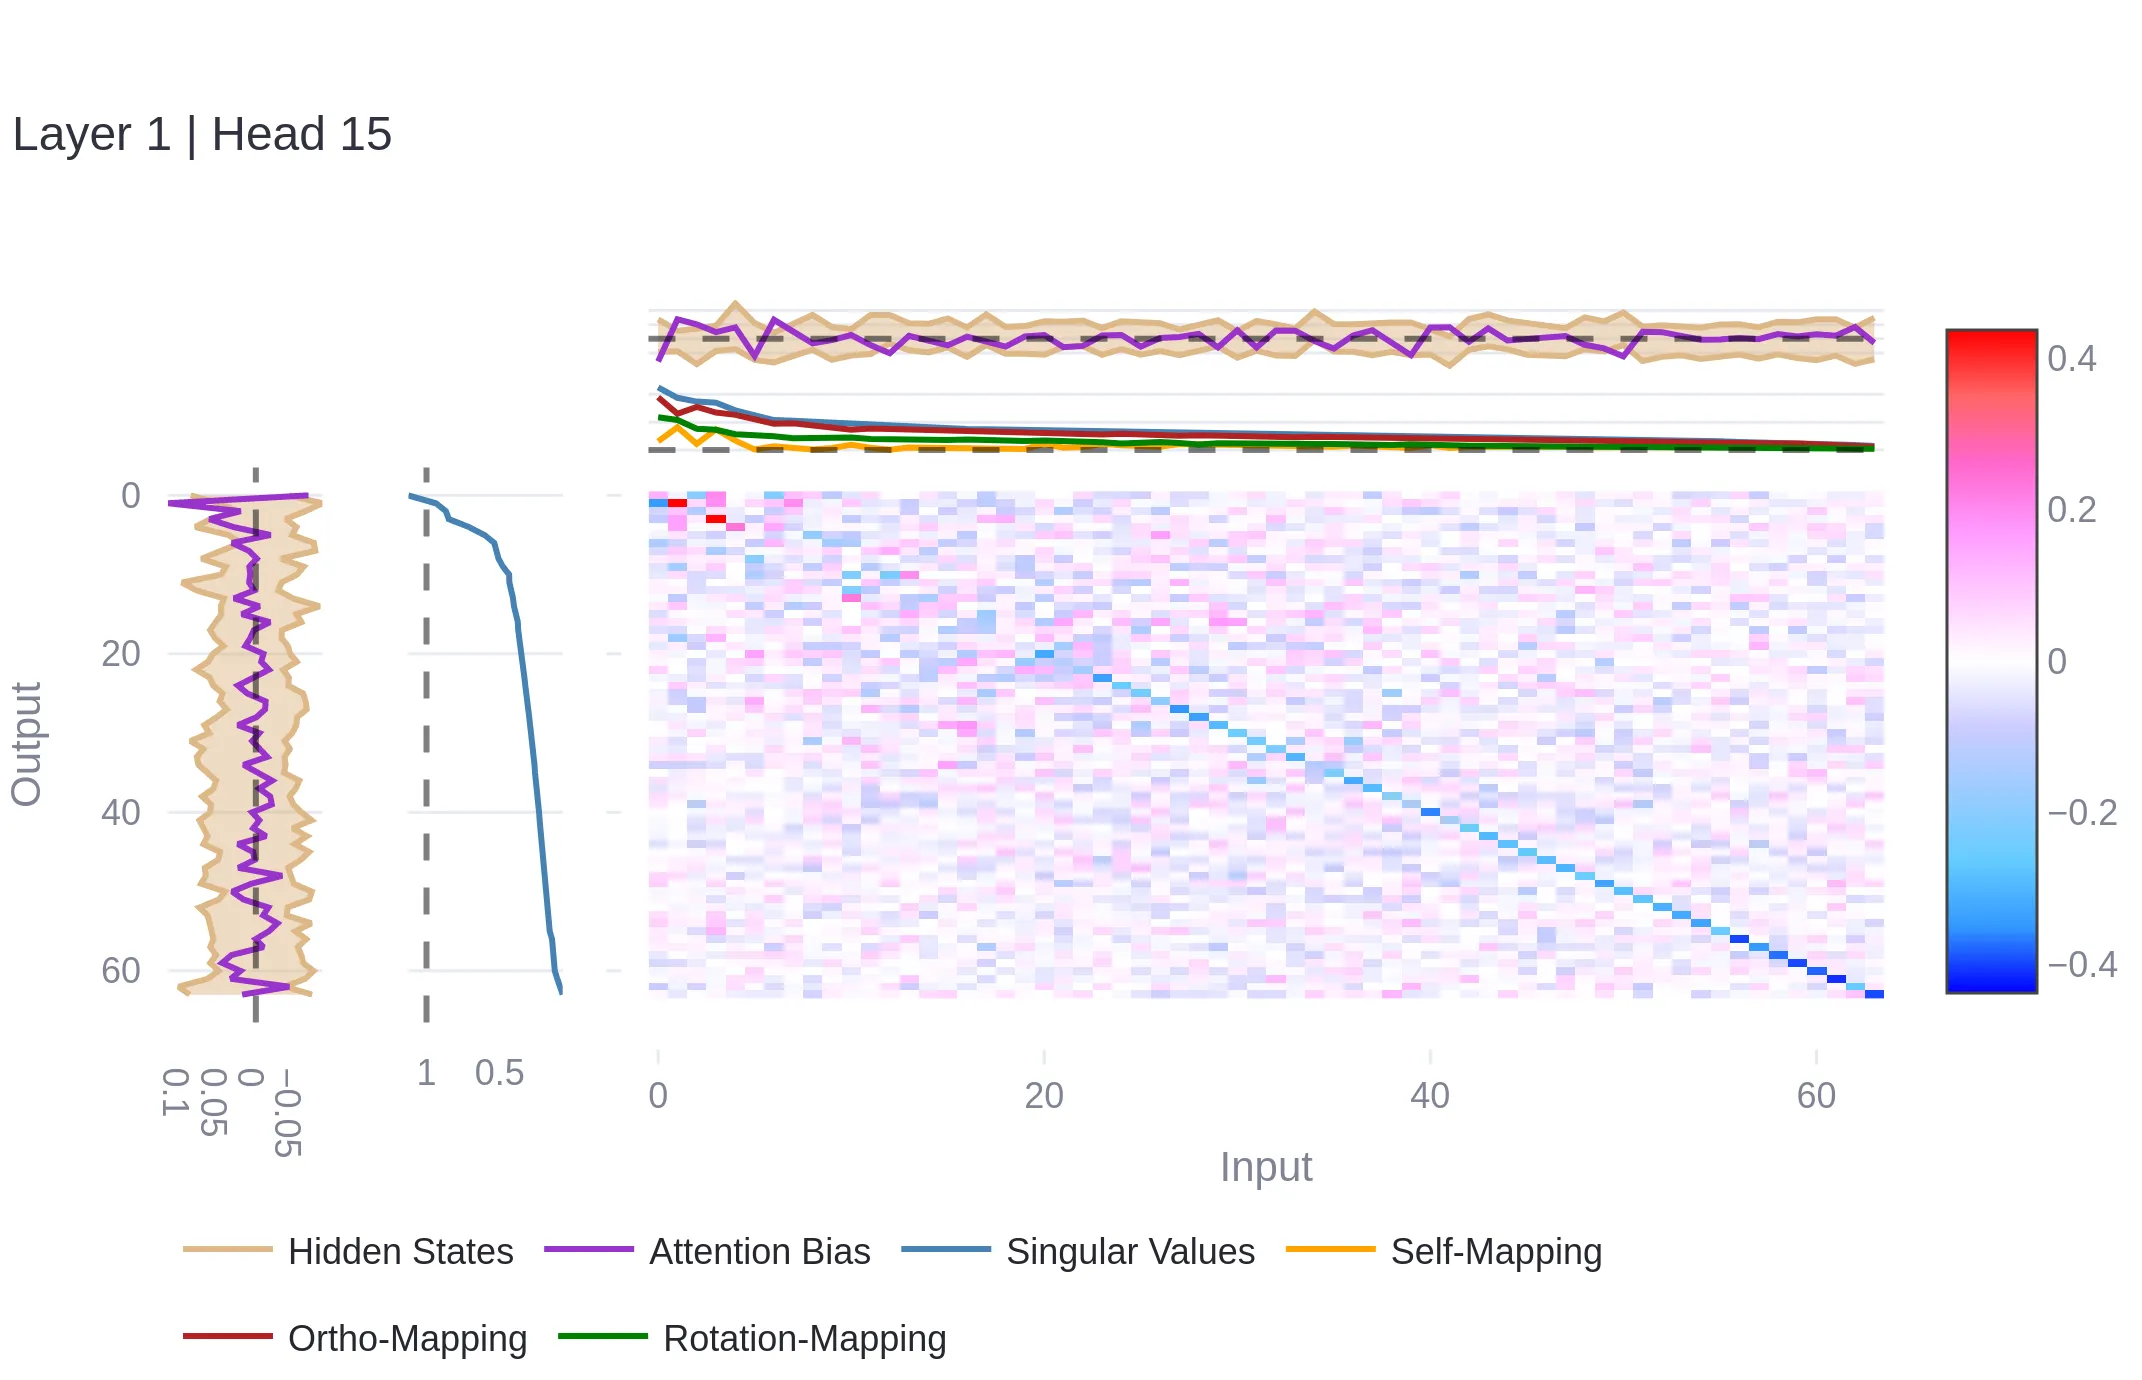 Layer 1 | Head 15
0
20
40
60
Output
0.1
0.05
0
−0.05
1
0.5
0
20
40
60
Input
0.4
0.2
0
−0.2
−0.4
Hidden States
Attention Bias
Singular Values
Self-Mapping
Ortho-Mapping
Rotation-Mapping